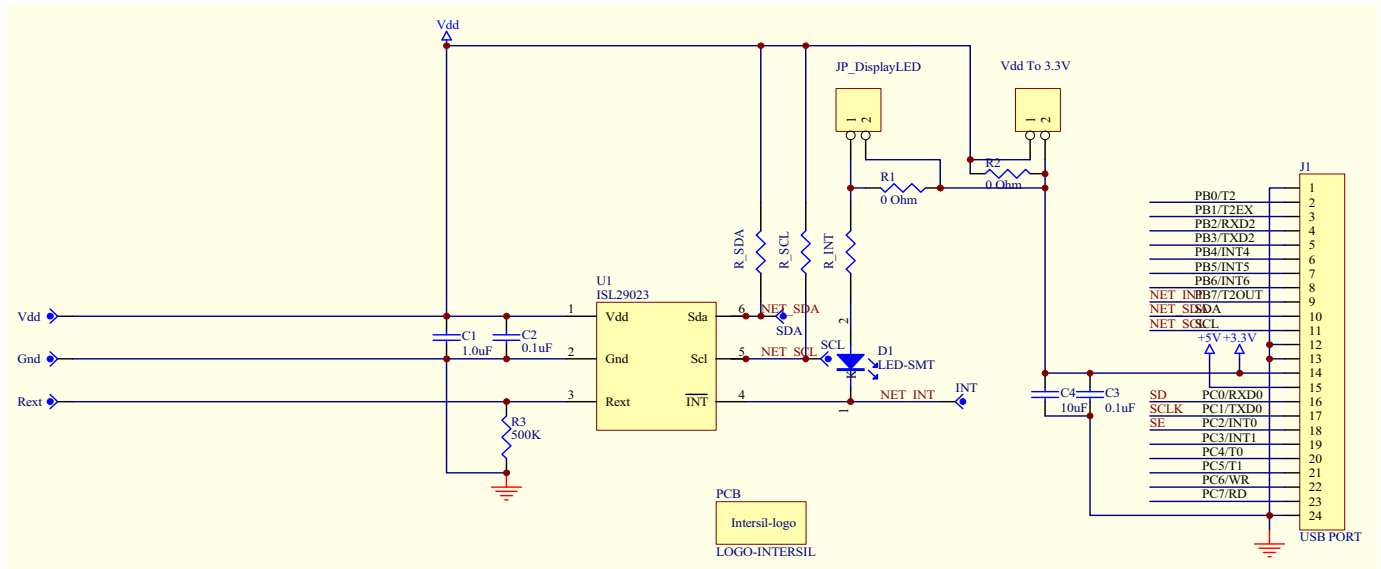 Vdd
JP_DisplayLED
Vdd To 3.3V
1
2
1
2
R1
0 Ohm
R2
0 Ohm
R_SDA
R_SCL
R_INT
U1
ISL29023
Vdd
1
Vdd
Sda
6
NET_SDA
SDA
C1
1.0uF
C2
0.1uF
Gnd
2
Gnd
Scl
5
NET_SCL
SCL
2
D1
LED-SMT
K
1
Rext
3
Rext
INT
4
NET_INT
INT
R3
500K
C4
10uF
C3
0.1uF
PCB
Intersil-logo
LOGO-INTERSIL
J1
1
PB0/T2
2
PB1/T2EX
3
PB2/RXD2
4
PB3/TXD2
5
PB4/INT4
6
PB5/INT5
7
PB6/INT6
8
NET_INT
PB7/T2OUT
9
NET_SDA
SDA
10
NET_SCL
SCL
11
+5V
+3.3V
12
13
14
15
SD
PC0/RXD0
16
SCLK
PC1/TXD0
17
SE
PC2/INT0
18
PC3/INT1
19
PC4/T0
20
PC5/T1
21
PC6/WR
22
PC7/RD
23
24
USB PORT